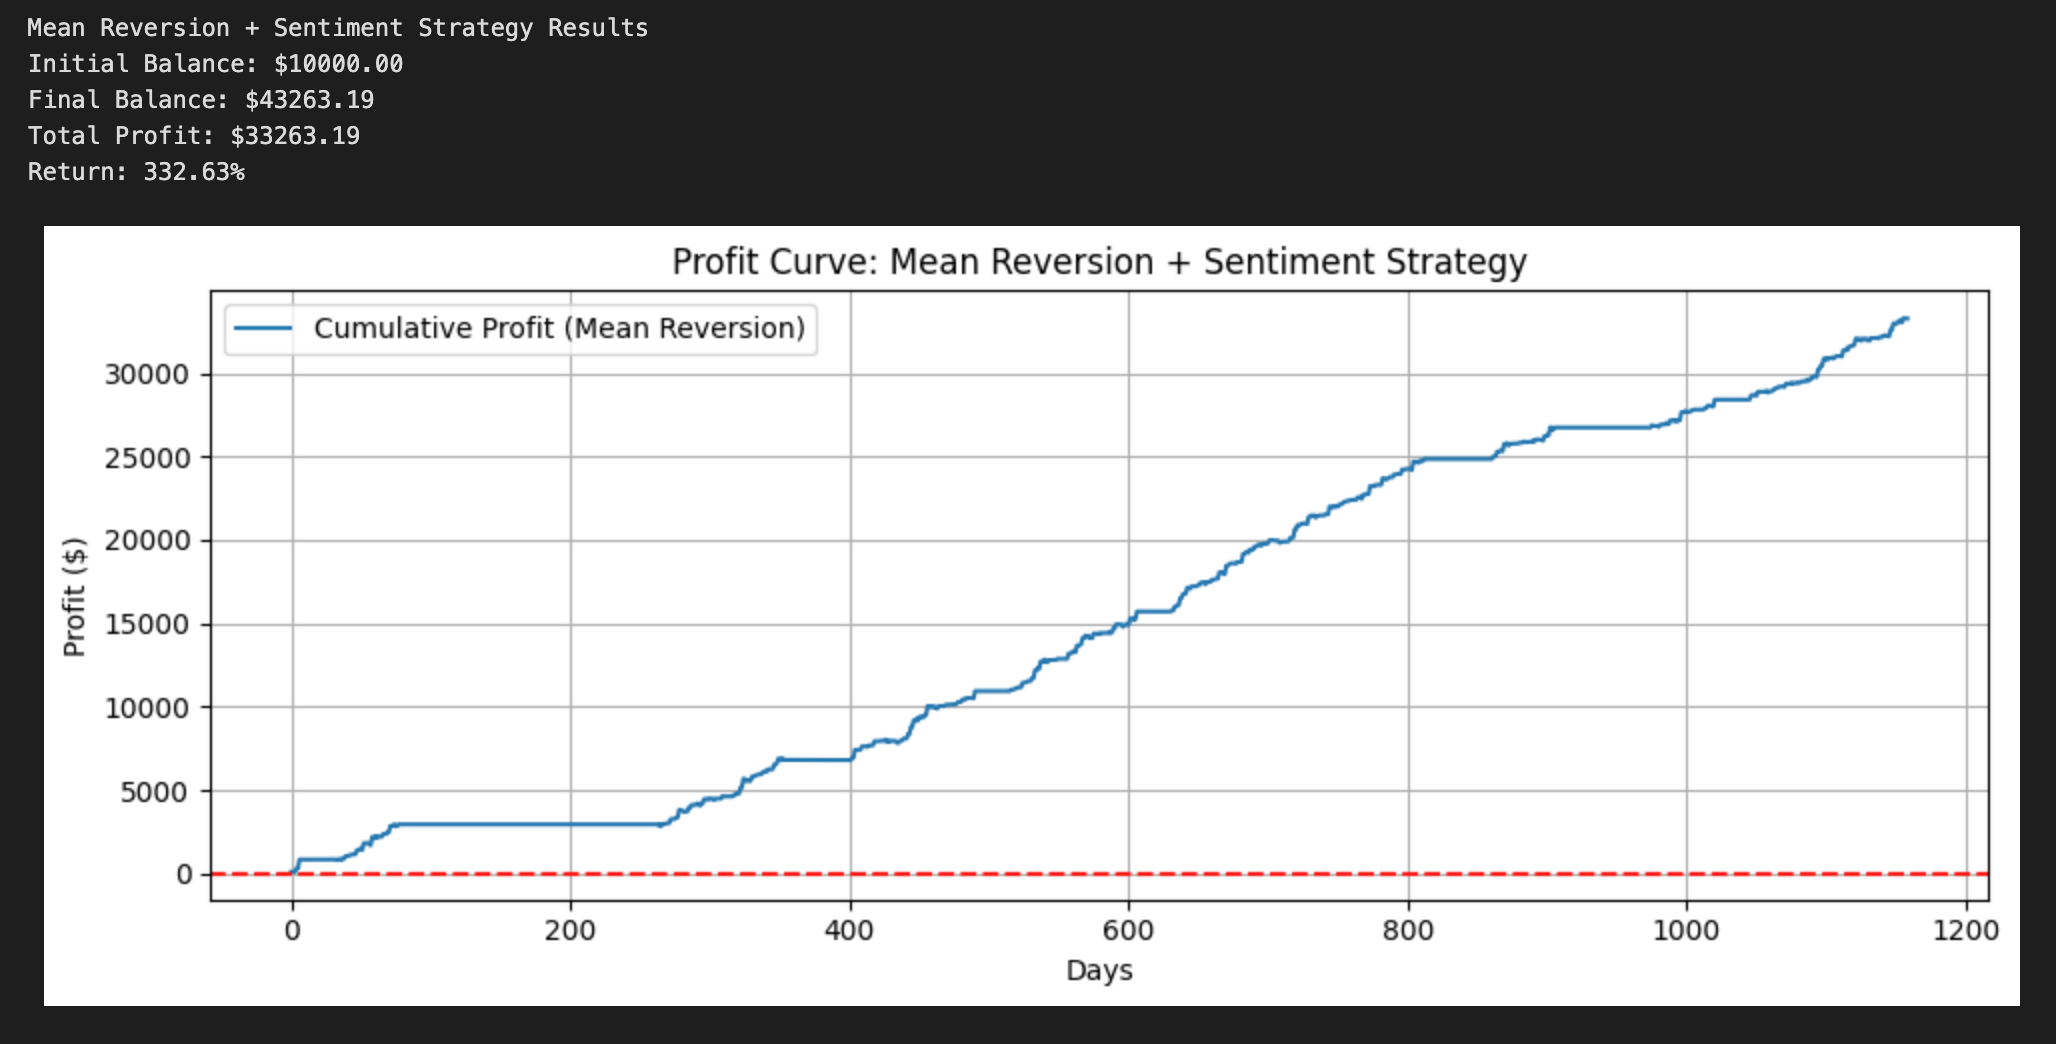 Mean Reversion + Sentiment Strategy Results
Initial Balance: $10000.00
Final Balance: $43263.19
Total Profit: $33263.19
Return: 332.63%
Profit Curve: Mean Reversion + Sentiment Strategy
Cumulative Profit (Mean Reversion)
30000
25000
20000
15000
10000
5000
0
Profit ($)
0 200 400 600 800 1000 1200
Days